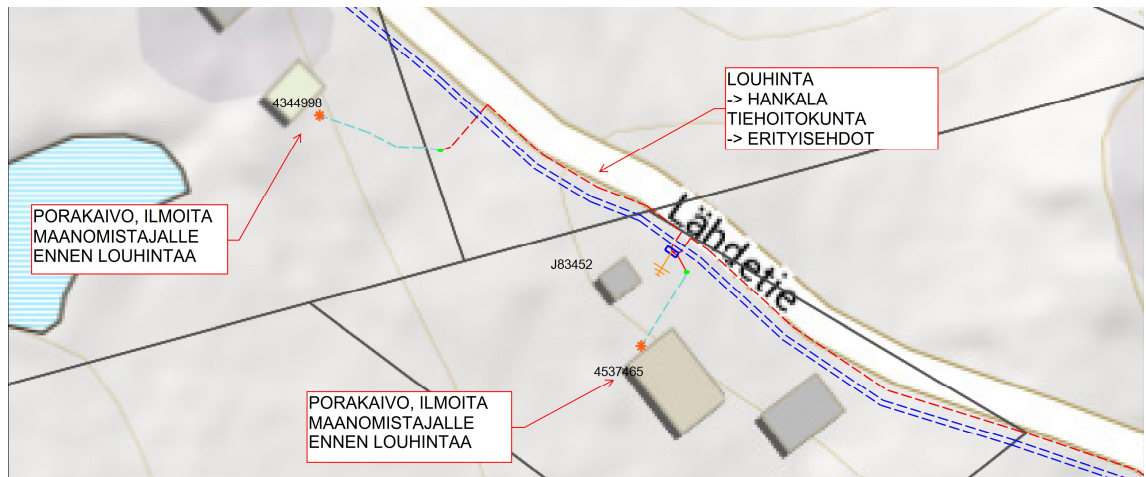 4344998
LOUHINTA
-> HANKALA
TIEHOITOKUNTA
-> ERITYISEHDOT
PORAKAIVO, ILMOITA
MAANOMISTAJALLE
ENNEN LOUHINTAA
Lähdetie
J83452
4537465
PORAKAIVO, ILMOITA
MAANOMISTAJALLE
ENNEN LOUHINTAA